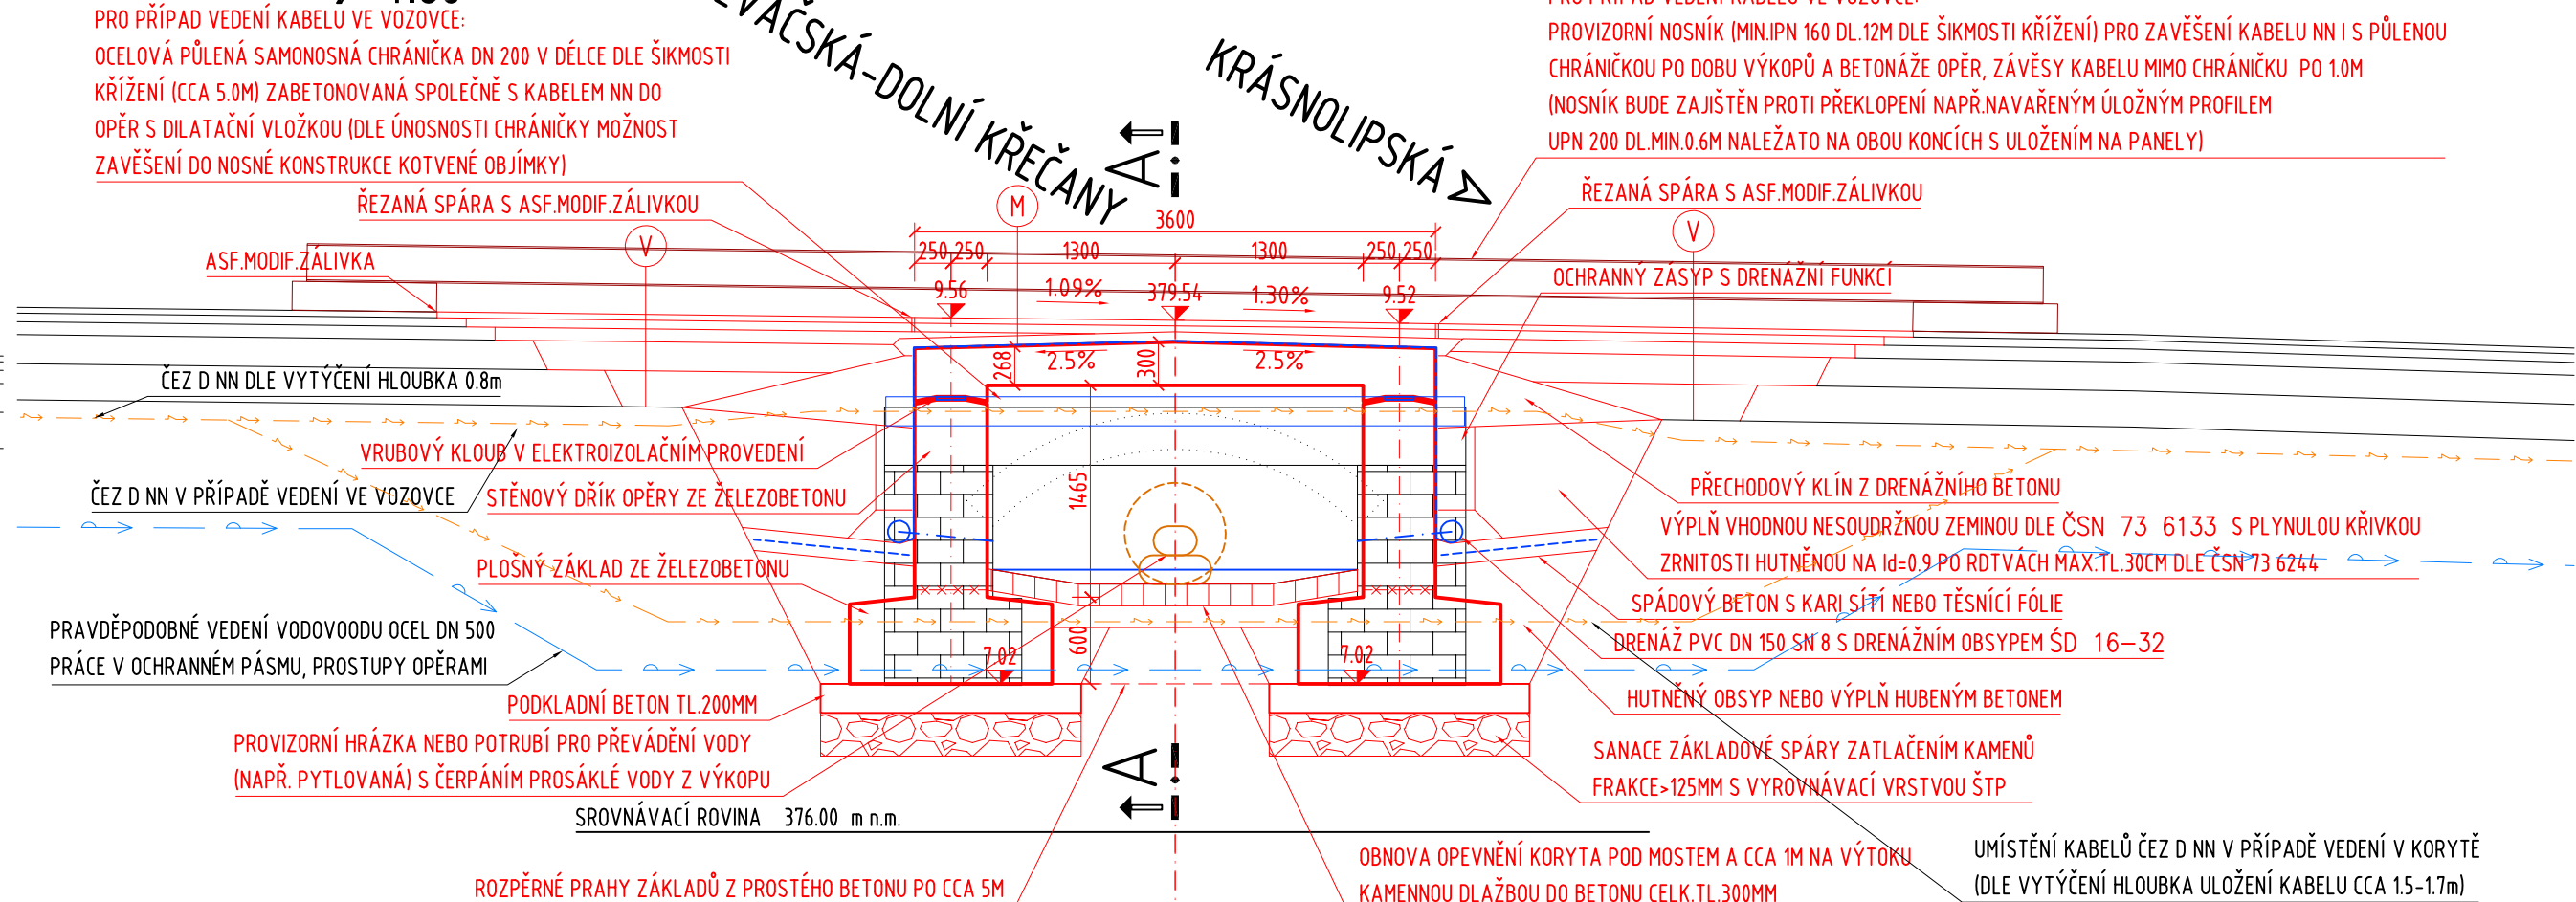 PRO PŘÍPAD VEDENÍ KABELU VE VOZOVCE:
OCELOVÁ PŮLENÁ SAMONOSNÁ CHRÁNIČKA DN 200 V DÉLCE DLE ŠIKMOSTI
KŘÍŽENÍ (CCA 5.0M) ZABETONOVANÁ SPOLEČNĚ S KABELEM NN DO
OPĚR S DILATAČNÍ VLOŽKOU (DLE ÚNOSNOSTI CHRÁNIČKY MOŽNOST
ZAVĚŠENÍ DO NOSNÉ KONSTRUKCE KOTVENÉ OBJÍMKY)
ŘEZANÁ SPÁRA S ASF.MODIF.ZÁLIVKOU
ASF.MODIF.ZÁLIVKA
DOLNÍ KŘEČANY
KRÁSNOLIPSKÁ
PROVIZORNÍ NOSNÍK (MIN.IPN 160 DL.12M DLE ŠIKMOSTI KŘÍŽENÍ) PRO ZAVĚŠENÍ KABELU NN I S PŮLENOU
CHRÁNIČKOU PO DOBU VÝKOPŮ A BETONÁŽE OPĚR, ZÁVĚSY KABELU MIMO CHRÁNIČKU PO 1.0M
(NOSNÍK BUDE ZAJIŠTĚN PROTI PŘEKLOPENÍ NAPŘ.NAVAŘENÝM ÚLOŽNÝM PROFILEM
UPN 200 DL.MIN.0.6M NALEŽATO NA OBOU KONCÍCH S ULOŽENÍM NA PANELY)
ŘEZANÁ SPÁRA S ASF.MODIF.ZÁLIVKOU
OCHRANNÝ ZÁSYP S DRENÁŽNÍ FUNKCÍ
A
M
V
V
3600
250 250 1300 1300 250 250
9.56 1.09% 379.54 1.30% 9.52
268 2.5% 300 2.5%
ČEZ D NN DLE VYTÝČENÍ HLOUBKA 0.8m
VRUBOVÝ KLOUB V ELEKTROIZOLAČNÍM PROVEDENÍ
ČEZ D NN V PŘÍPADĚ VEDENÍ VE VOZOVCE
STĚNOVÝ DŘÍK OPĚRY ZE ŽELEZOBETONU
1465
PLOŠNÝ ZÁKLAD ZE ŽELEZOBETONU
600
PRAVDĚPODOBNÉ VEDENÍ VODOVOODU OCEL DN 500
PRÁCE V OCHRANNÉM PÁSMU, PROSTUPY OPĚRAMI
7.02
7.02
PODKLADNÍ BETON TL.200MM
PROVIZORNÍ HRÁZKA NEBO POTRUBÍ PRO PŘEVÁDĚNÍ VODY
(NAPŘ. PYTLOVANÁ) S ČERPÁNÍM PROSÁKLÉ VODY Z VÝKOPU
A
SROVNÁVACÍ ROVINA 376.00 m n.m.
ROZPĚRNÉ PRAHY ZÁKLADŮ Z PROSTÉHO BETONU PO CCA 5M
PŘECHODOVÝ KLÍN Z DRENÁŽNÍHO BETONU
VÝPLŇ VHODNOU NESOUDRŽNOU ZEMINOU DLE ČSN 73 6133 S PLYNULOU KŘIVKOU
ZRNITOSTI HUTNĚNOU NA Id=0.9 PO RDTVÁCH MAX.TL.30CM DLE ČSN 73 6244
SPÁDOVÝ BETON S KARI SÍTÍ NEBO TĚSNÍCÍ FÓLIE
DRENÁŽ PVC DN 150 SN 8 S DRENÁŽNÍM OBSYPEM ŠD 16-32
HUTNĚNÝ OBSYP NEBO VÝPLŇ HUBENÝM BETONEM
SANACE ZÁKLADOVÉ SPÁRY ZATLAČENÍM KAMENŮ
FRAKCE>125MM S VYROVNÁVACÍ VRSTVOU ŠTP
OBNOVA OPEVNĚNÍ KORYTA POD MOSTEM A CCA 1M NA VÝTOKU
KAMENNOU DLAŽBOU DO BETONU CELK.TL.300MM
UMÍSTĚNÍ KABELŮ ČEZ D NN V PŘÍPADĚ VEDENÍ V KORYTĚ
(DLE VYTÝČENÍ HLOUBKA ULOŽENÍ KABELU CCA 1.5-1.7m)